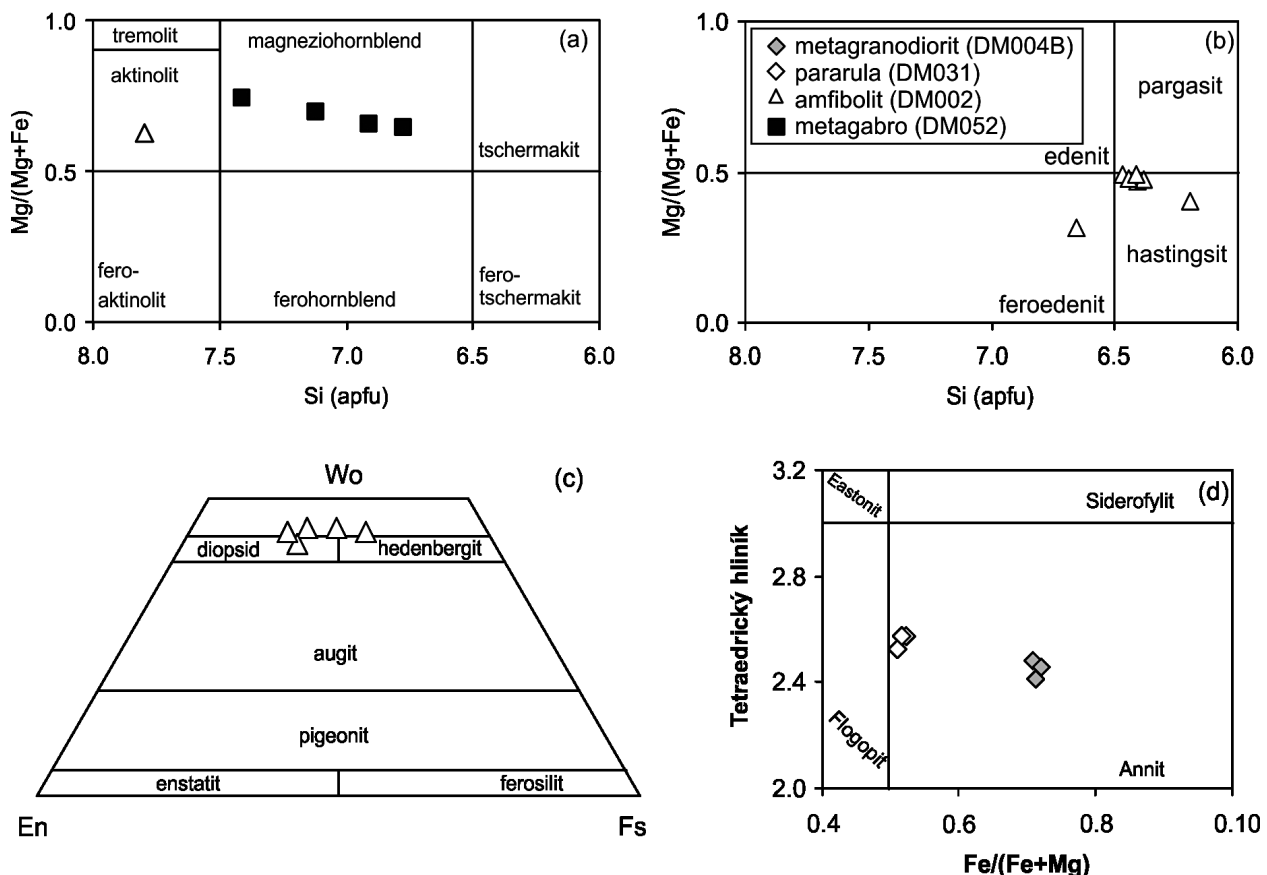 (a)
1.0
0.5
0.0
Mg/(Mg+Fe)
tremolit
aktinolit
magneziohornblend
tschermakit
fero-
aktinolit
ferohornblend
fero-
tschermakit
8.0 7.5 7.0 6.5 6.0
Si (apfu)
(b)
1.0
0.5
0.0
Mg/(Mg+Fe)
metagranodiorit (DM004B)
pararula (DM031)
amfibolit (DM002)
metagabro (DM052)
pargasit
edenit
hastingsit
feroedenit
8.0 7.5 7.0 6.5 6.0
Si (apfu)
(c)
Wo
diopsid hedenbergit
augit
pigeonit
enstatit ferosilit
En Fs
(d)
3.2
2.8
2.4
2.0
Tetraedrický hliník
Eastonit
Siderofylit
Flogopit
Annit
0.4 0.6 0.8 0.10
Fe/(Fe+Mg)